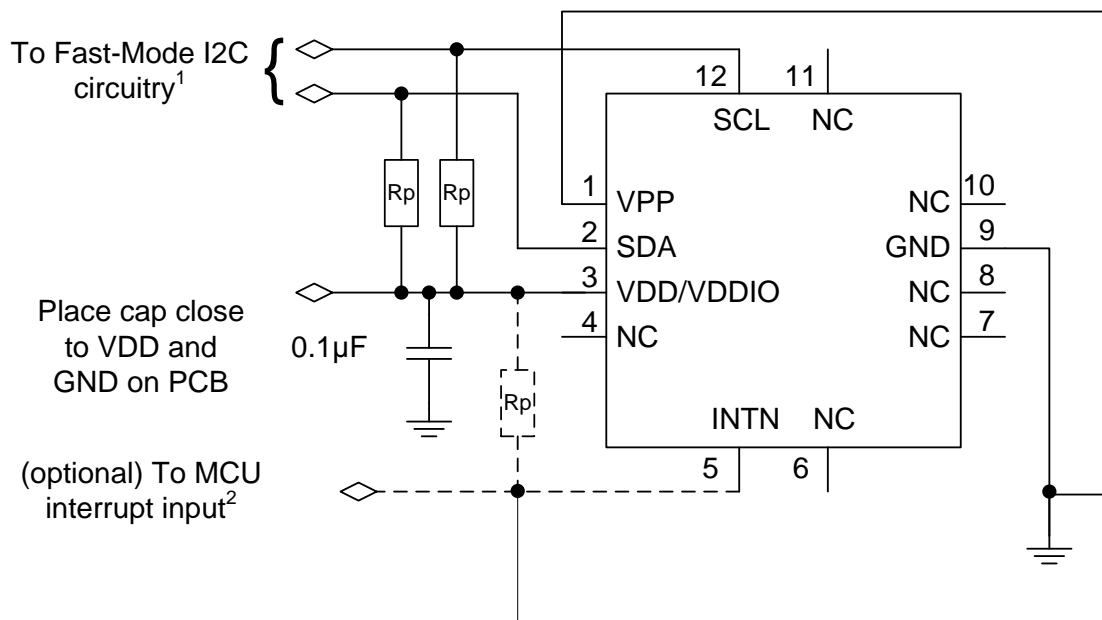 To Fast-Mode I2C
circuitry1
12
11
SCL
NC
Rp
Rp
1
VPP
NC
10
2
SDA
GND
9
3
VDD/VDDIO
NC
8
4
NC
NC
7
Place cap close
to VDD and
GND on PCB
0.1µF
Rp
INTN
NC
5
6
(optional) To MCU
interrupt input2